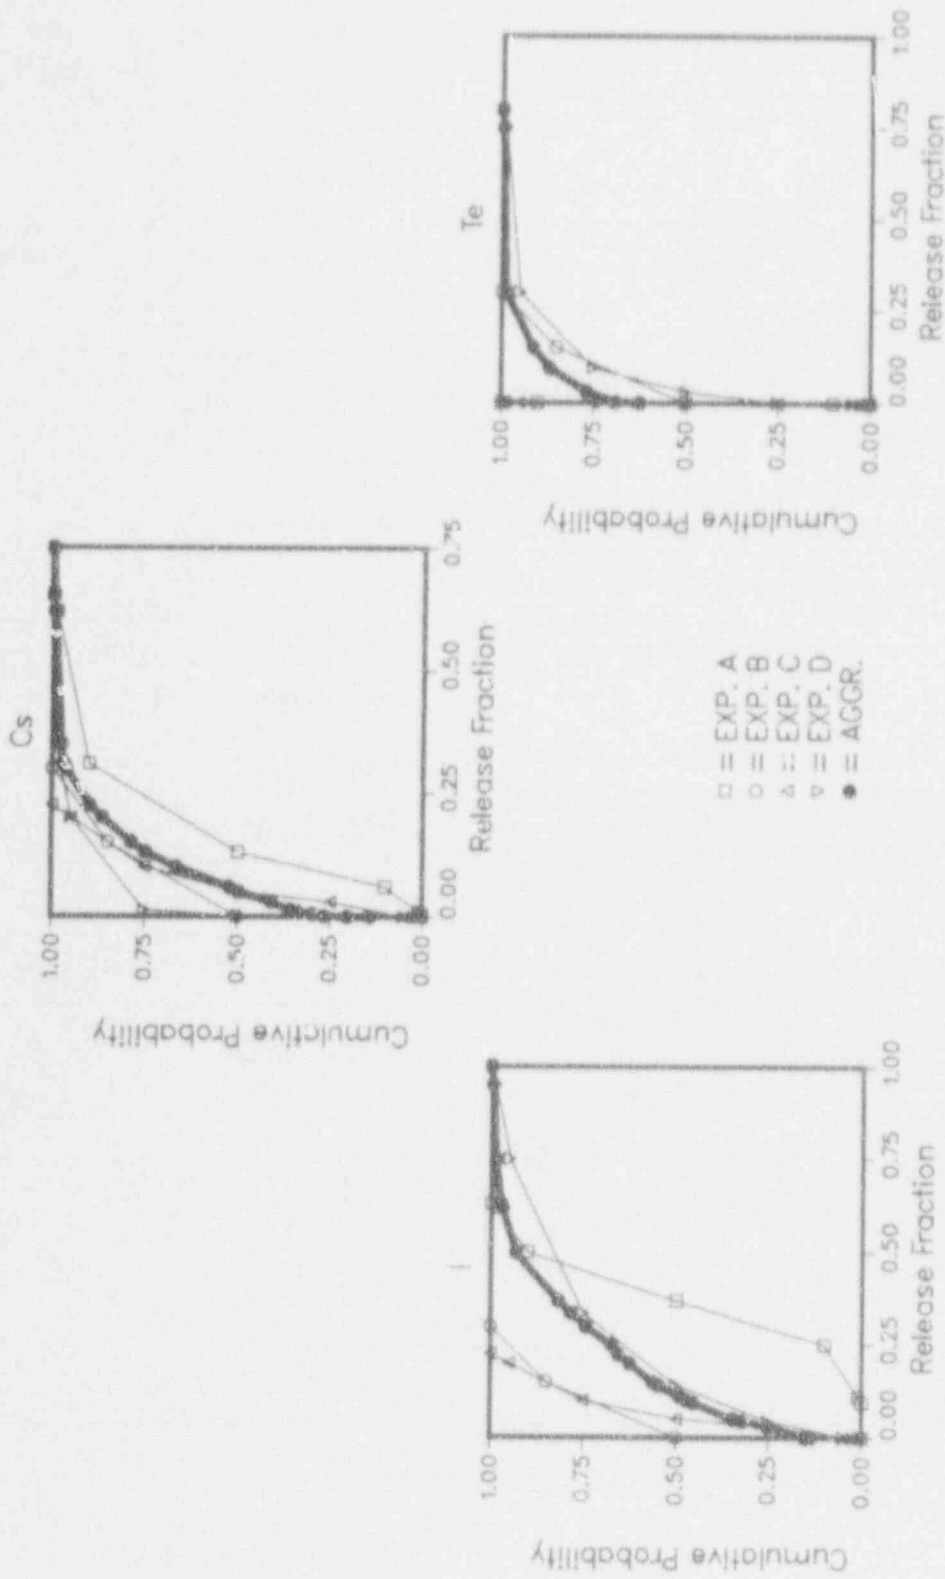 I
Cumulative Probability
1.00
0.75
0.50
0.25
0.00
0.00 0.25 0.50 0.75 1.00
Release Fraction
Cs
Cumulctive Probability
1.00
0.75
0.50
0.25
0.00
0.00 0.25 0.50 0.75
Release Fraction
□ = EXP. A
○ = EXP. B
△ = EXP. C
▽ = EXP. D
● = AGGR.
Te
Cumulative Probability
1.00
0.75
0.50
0.25
0.00
0.00 0.25 0.50 0.75 1.00
Release Fraction